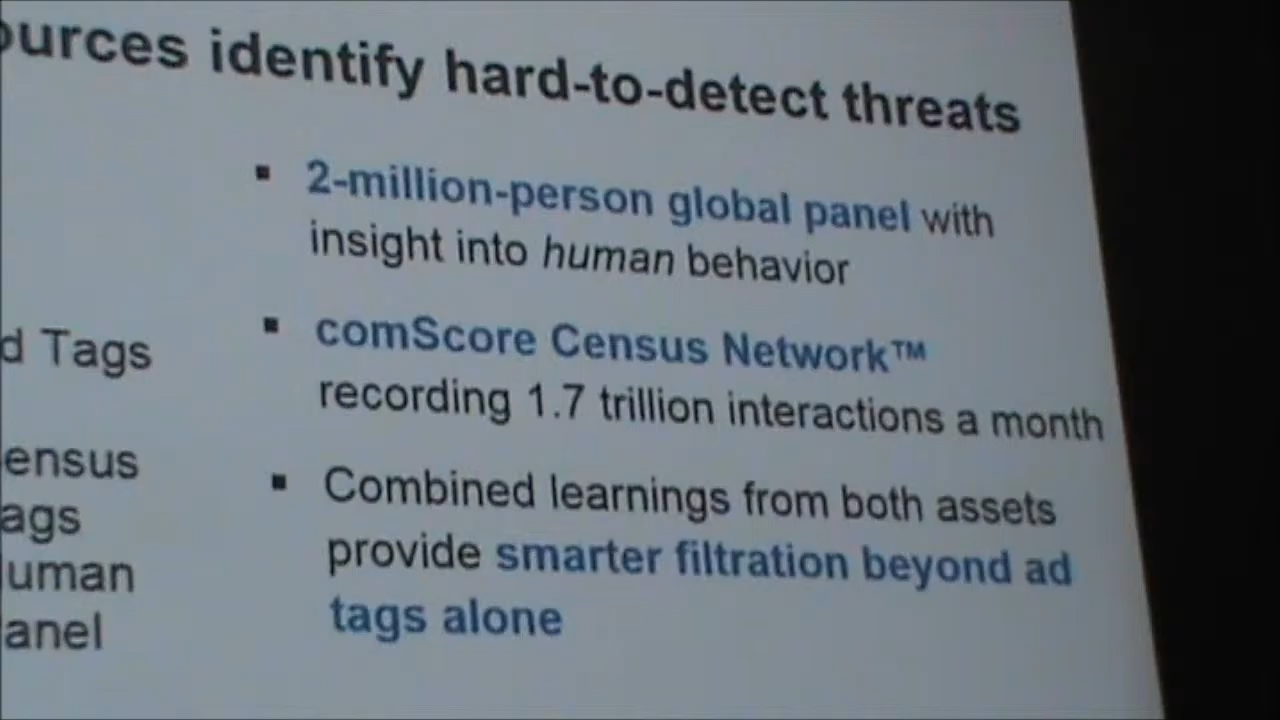 ources identify hard-to-detect threats
▪ 2-million-person global panel with
insight into human behavior
▪ comScore Census Network™
recording 1.7 trillion interactions a month
▪ Combined learnings from both assets
provide smarter filtration beyond ad
tags alone
d Tags
ensus
ags
uman
anel